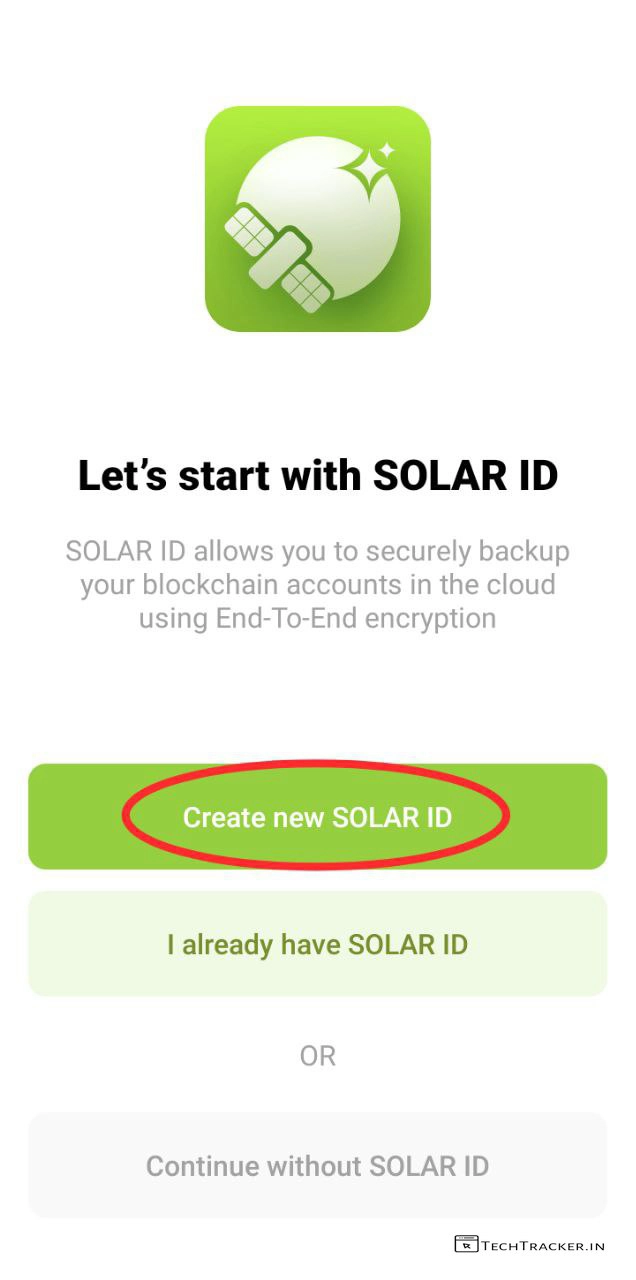 Let’s start with SOLAR ID
SOLAR ID allows you to securely backup
your blockchain accounts in the cloud
using End-To-End encryption
Create new SOLAR ID
I already have SOLAR ID
OR
Continue without SOLAR ID
TECHTRACKER.IN